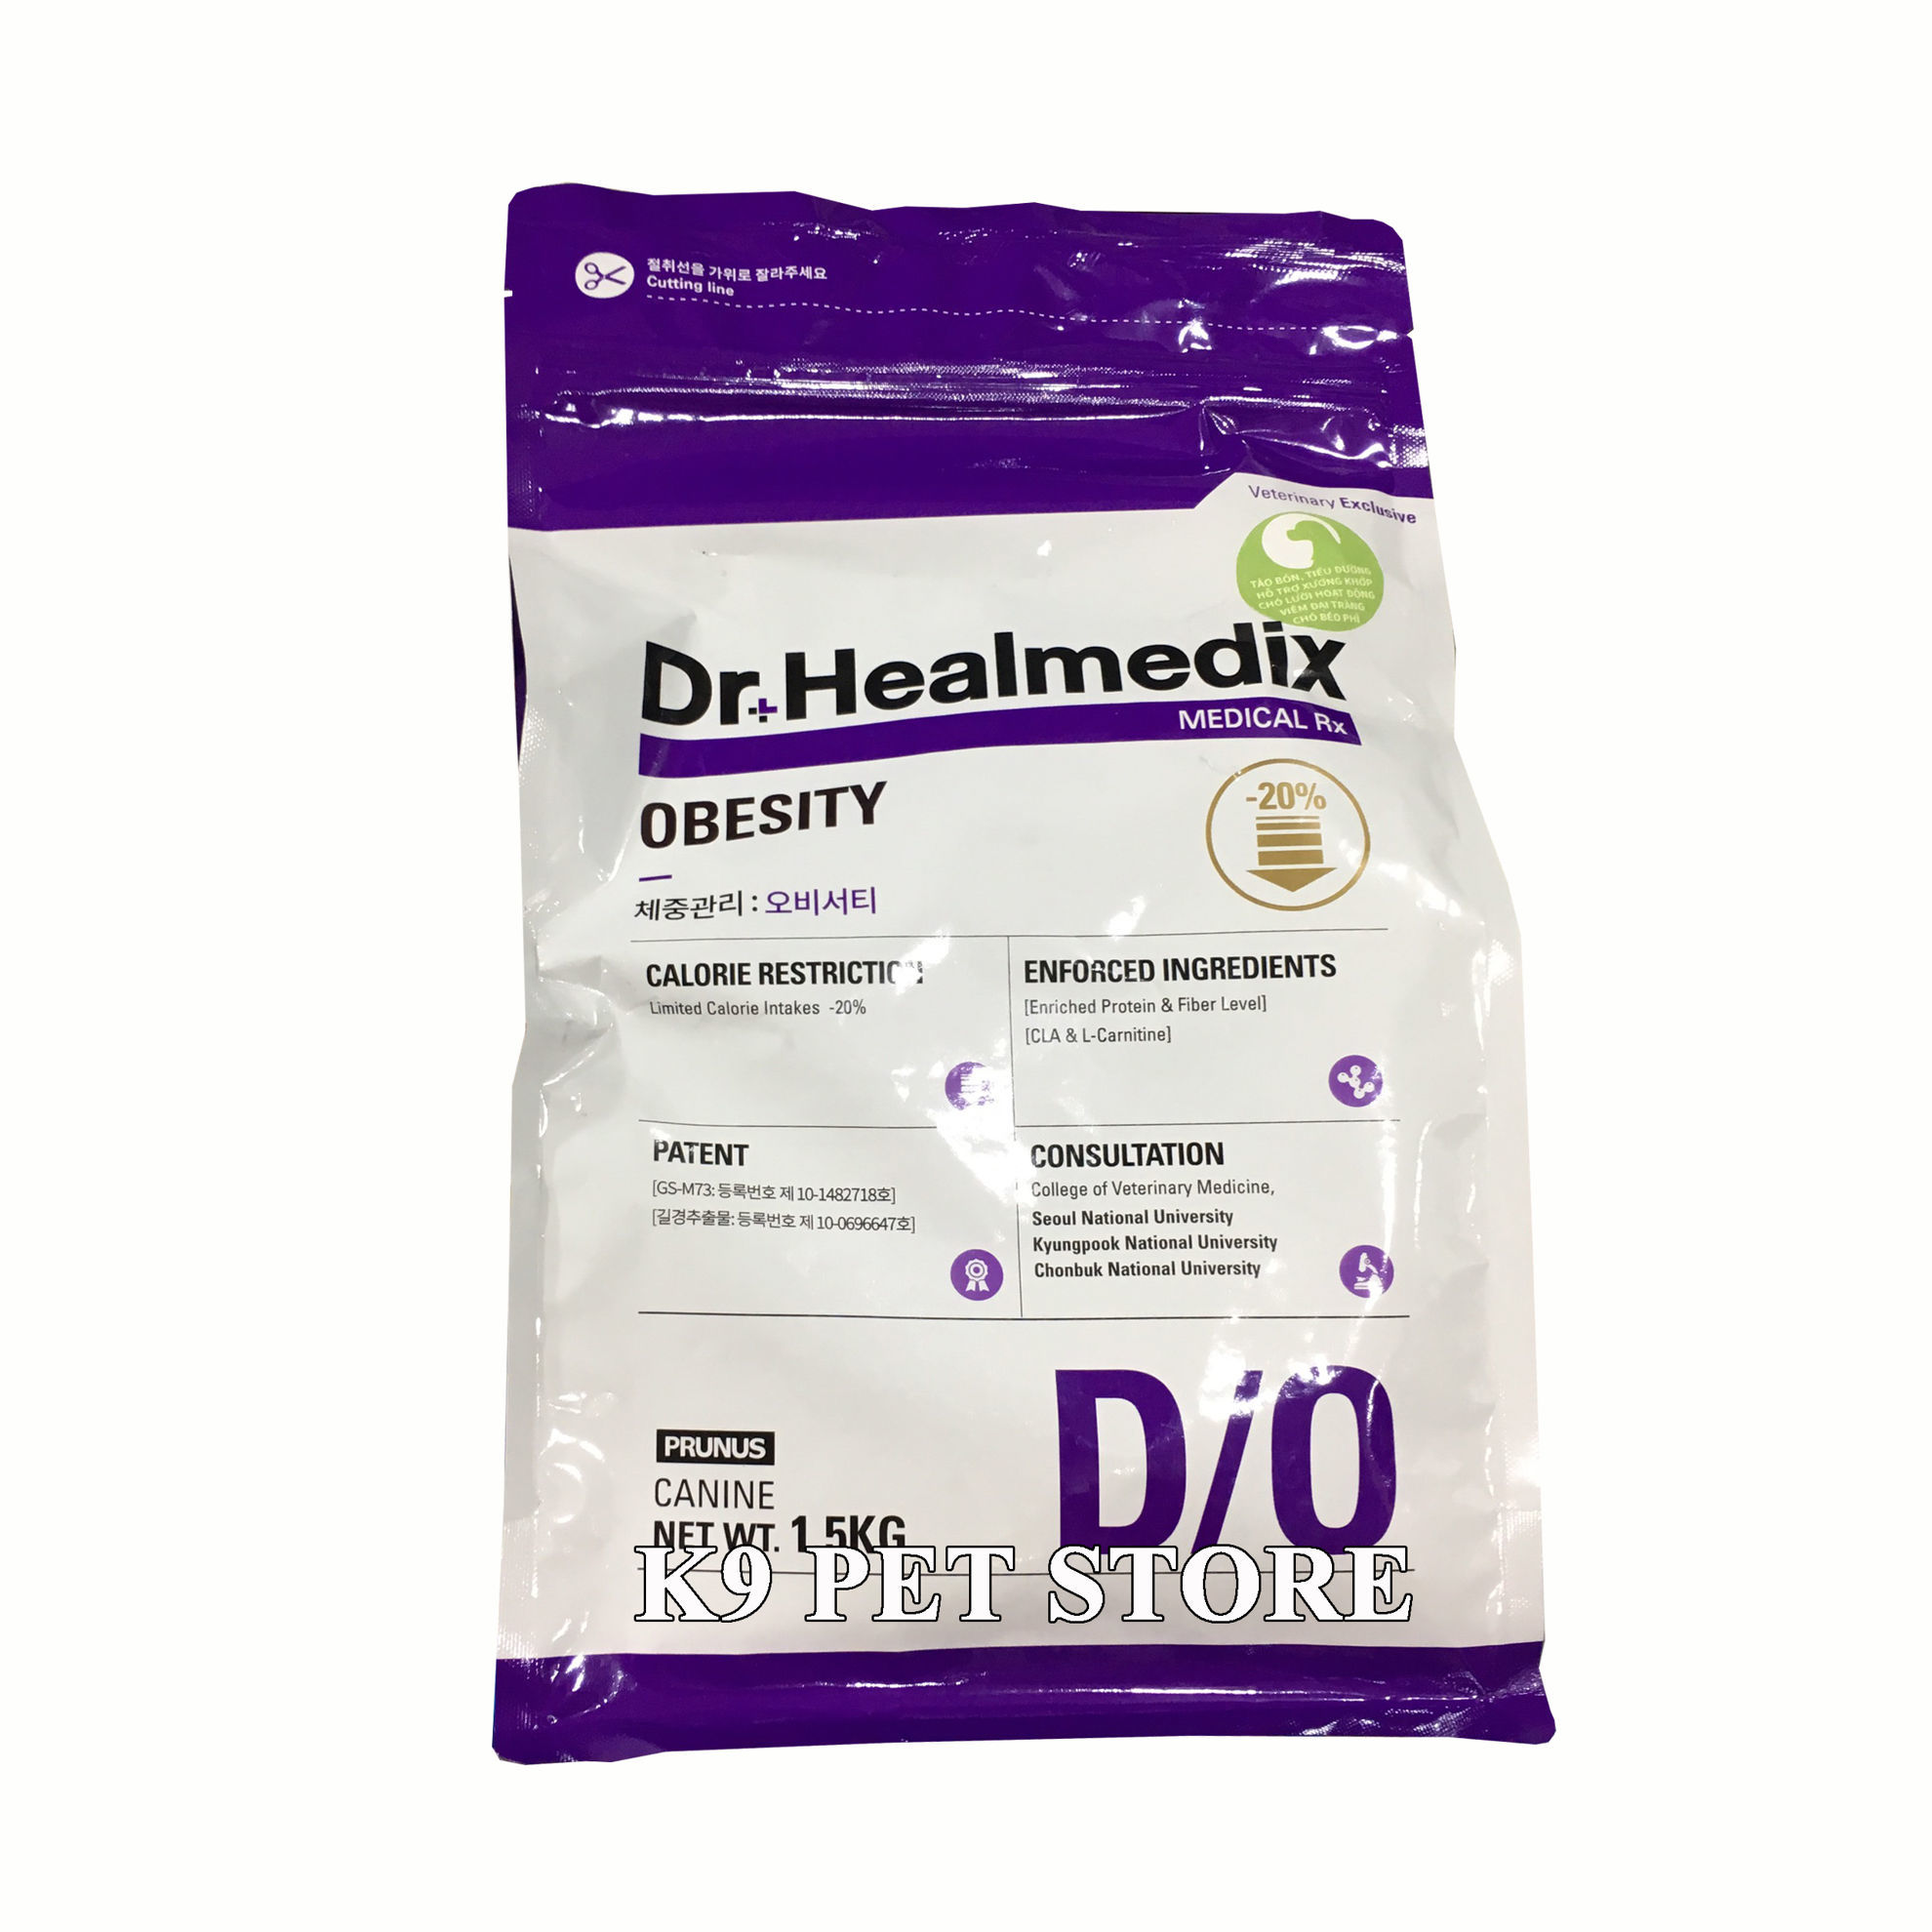 절취선을 가위로 잘라주세요
Cutting line
Veterinary Exclusive
TÁO BÓN, TIỂU ĐƯỜNG
HỖ TRỢ XƯƠNG KHỚP
CHÓ LƯỜI HOẠT ĐỘNG
VIÊM ĐẠI TRÀNG
CHÓ BÉO PHÌ
Dr.Healmedix
MEDICAL Rx
OBESITY
-20%
체중관리 : 오비서티
CALORIE RESTRICTION
Limited Calorie Intakes -20%
ENFORCED INGREDIENTS
[Enriched Protein & Fiber Level]
[CLA & L-Carnitine]
PATENT
[GS-M73: 등록번호 제 10-1482718호]
[길경추출물: 등록번호 제 10-0696647호]
CONSULTATION
College of Veterinary Medicine,
Seoul National University
Kyungpook National University
Chonbuk National University
PRUNUS
CANINE
NET WT. 1.5KG
D/O
K9 PET STORE